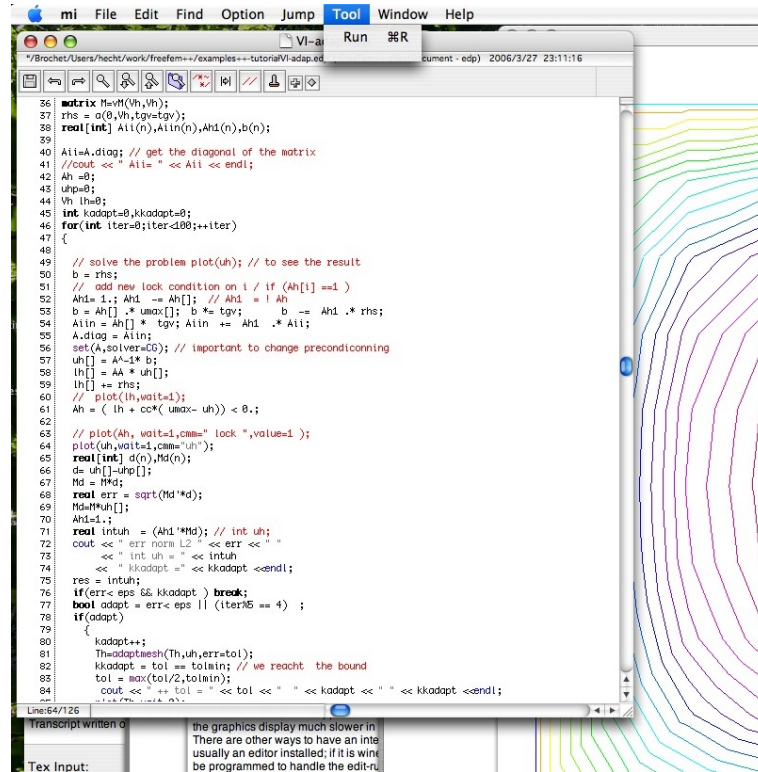 mi File Edit Find Option Jump Tool Window Help
Run ⌘R
VI-ad
*/Brochet/Users/hecht/work/freefem++/examples++-tutorial/VI-adap.ed cument - edp) 2006/3/27 23:11:16
36 matrix M=vM(Vh,Vh);
37 rhs = a(0,Vh,tgv=tgv);
38 real[int] Aii(n),Aiin(n),Ah1(n),b(n);
39
40 Aii=A.diag; // get the diagonal of the matrix
41 //cout << " Aii= " << Aii << endl;
42 Ah =0;
43 uhp=0;
44 Vh lh=0;
45 int kadapt=0,kkadapt=0;
46 for(int iter=0;iter<100;++iter)
47 {
48
49 // solve the problem plot(uh); // to see the result
50 b = rhs;
51 // add new lock condition on i / if (Ah[i] ==1 )
52 Ah1= 1.; Ah1 -= Ah[]; // Ah1 = ! Ah
53 b = Ah[] .* umax[]; b *= tgv; b -= Ah1 .* rhs;
54 Aiin = Ah[] * tgv; Aiin += Ah1 .* Aii;
55 A.diag = Aiin;
56 set(A,solver=CG); // important to change precondiconning
57 uh[] = A^-1* b;
58 lh[] = AA * uh[];
59 lh[] += rhs;
60 // plot(lh,wait=1);
61 Ah = ( lh + cc*( umax- uh)) < 0.;
62
63 // plot(Ah, wait=1,cmm=" lock ",value=1 );
64 plot(uh,wait=1,cmm="uh");
65 real[int] d(n),Md(n);
66 d= uh[]-uhp[];
67 Md = M*d;
68 real err = sqrt(Md'*d);
69 Md=M*uh[];
70 Ah1=1.;
71 real intuh = (Ah1'*Md); // int uh;
72 cout << " err norm L2 " << err << " "
73 << " int uh = " << intuh
74 << " kkadapt =" << kkadapt <<endl;
75 res = intuh;
76 if(err< eps && kkadapt ) break;
77 bool adapt = err< eps || (iter%5 == 4) ;
78 if(adapt)
79 {
80 kadapt++;
81 Th=adaptmesh(Th,uh,err=tol);
82 kkadapt = tol == tolmin; // we reacht the bound
83 tol = max(tol/2,tolmin);
84 cout << " ++ tol = " << tol << " " << kadapt << " " << kkadapt <<endl;
Line:64/126
Transcript written o
Tex Input:
the graphics display much slower in
There are other ways to have an inte
usually an editor installed; if it is wine
be programmed to handle the edit-ru